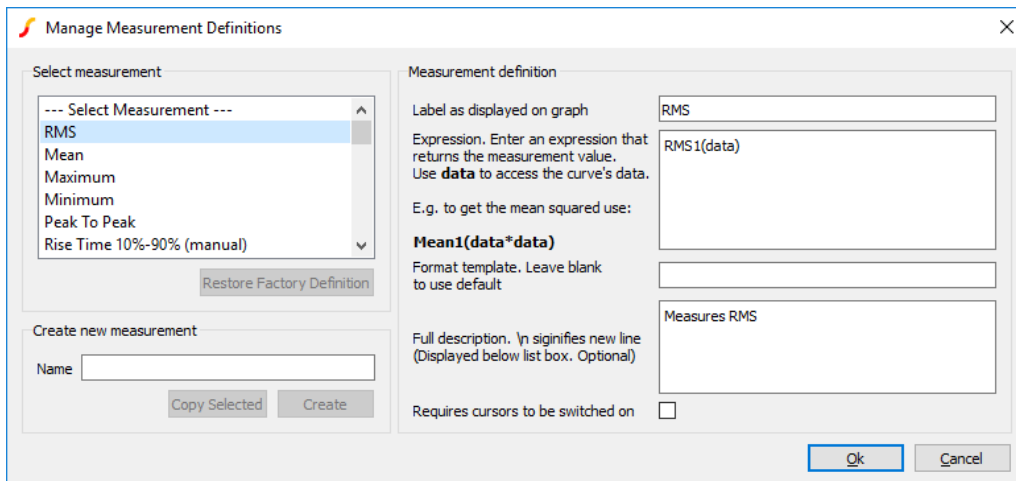 Manage Measurement Definitions
Select measurement
--- Select Measurement ---
RMS
Mean
Maximum
Minimum
Peak To Peak
Rise Time 10%-90% (manual)
Restore Factory Definition
Create new measurement
Name
Copy Selected
Create
Measurement definition
Label as displayed on graph
RMS
Expression. Enter an expression that
returns the measurement value.
Use data to access the curve's data.
E.g. to get the mean squared use:
Mean1(data*data)
RMS1(data)
Format template. Leave blank
to use default
Full description. \n siginifies new line
(Displayed below list box. Optional)
Measures RMS
Requires cursors to be switched on
Ok
Cancel